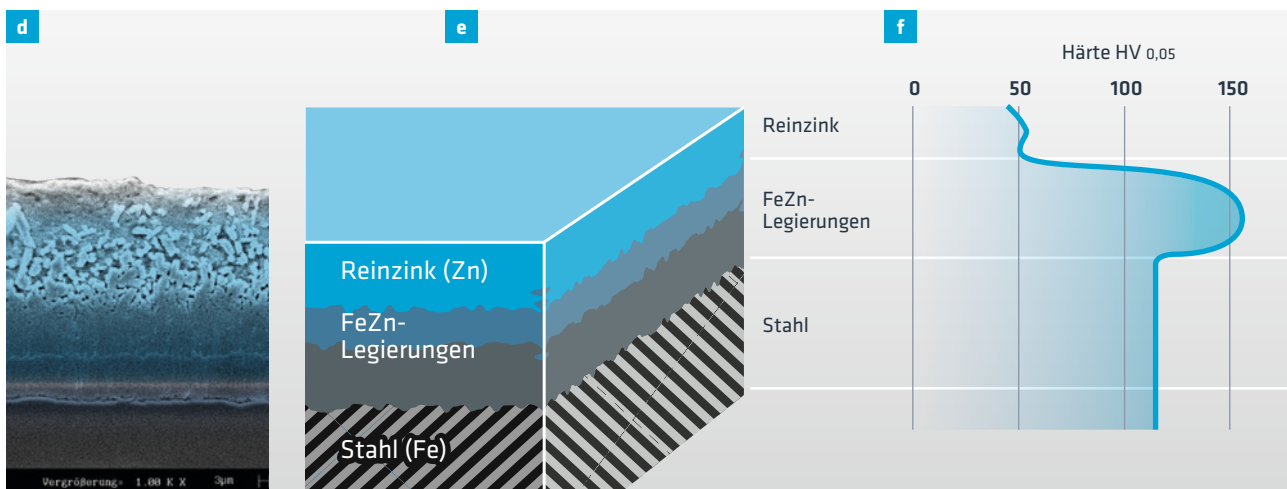 d
e
f
Vergrößerung= 1.00 K X 3µm
Reinzink (Zn)
FeZn-
Legierungen
Stahl (Fe)
Härte HV 0,05
0 50 100 150
Reinzink
FeZn-
Legierungen
Stahl